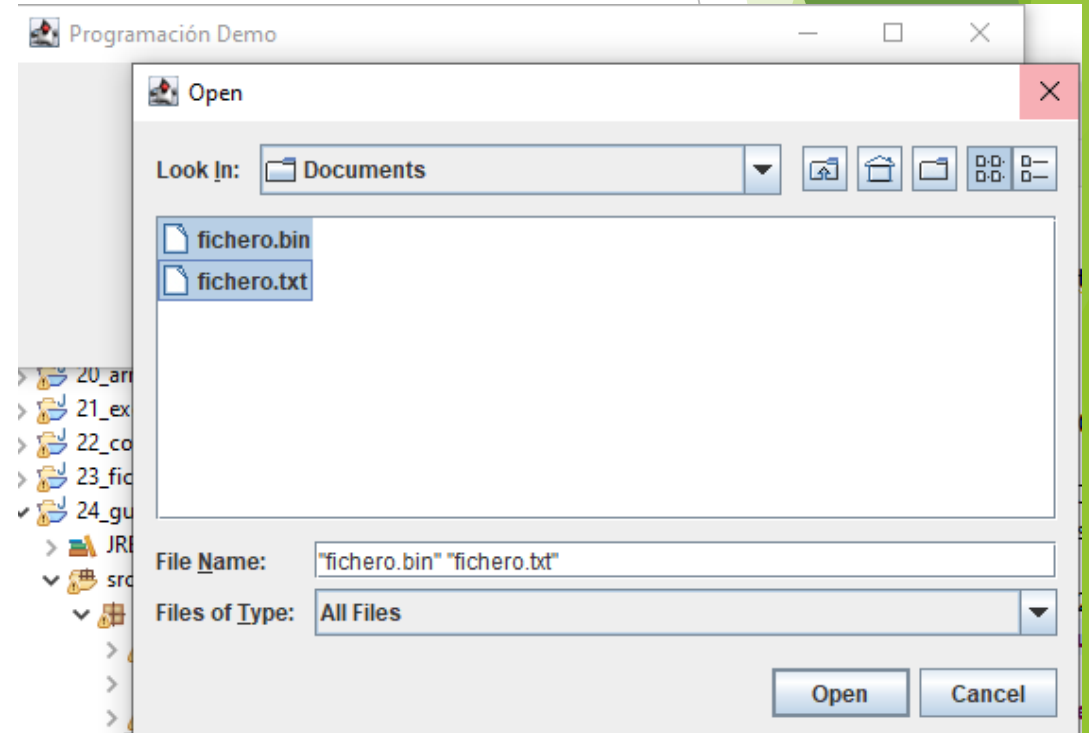 Programación Demo
Open
Look In: Documents
fichero.bin
fichero.txt
20_arr
21_ex
22_co
23_fic
24_gu
JRE
src
File Name: "fichero.bin" "fichero.txt"
Files of Type: All Files
Open Cancel